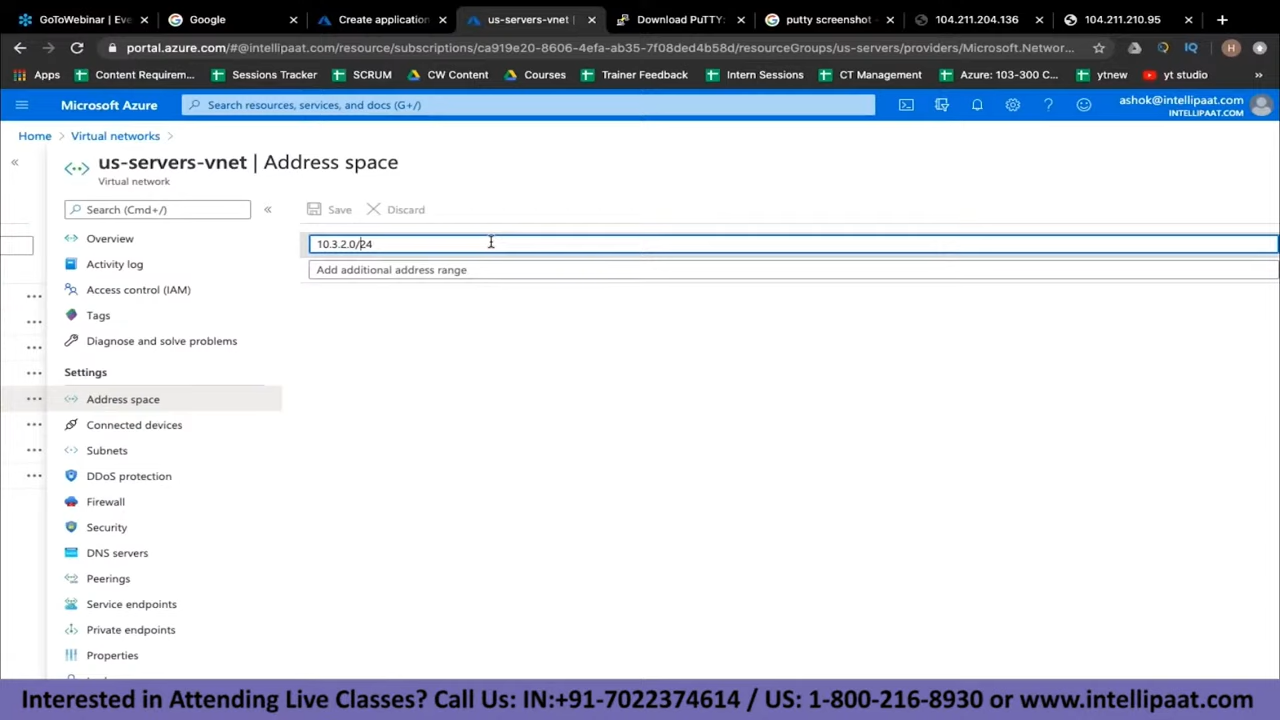 GoToWebinar | Eve
Google
Create application
us-servers-vnet |
Download PuTTY:
putty screenshot -
104.211.204.136
104.211.210.95
portal.azure.com/#@intellipaat.com/resource/subscriptions/ca919e20-8606-4efa-ab35-7f08ded4b58d/resourceGroups/us-servers/providers/Microsoft.Networ...
H
Apps
Content Requirem...
Sessions Tracker
SCRUM
CW Content
Courses
Trainer Feedback
Intern Sessions
CT Management
Azure: 103-300 C...
ytnew
yt studio
»
Microsoft Azure
Search resources, services, and docs (G+/)
ashok@intellipaat.com
INTELLIPAAT.COM
Home > Virtual networks >
us-servers-vnet | Address space
Virtual network
Search (Cmd+/)
Save
Discard
Overview
10.3.2.0/24
Activity log
Add additional address range
Access control (IAM)
Tags
Diagnose and solve problems
Settings
Address space
Connected devices
Subnets
DDoS protection
Firewall
Security
DNS servers
Peerings
Service endpoints
Private endpoints
Properties
Interested in Attending Live Classes? Call Us: IN:+91-7022374614 / US: 1-800-216-8930 or www.intellipaat.com